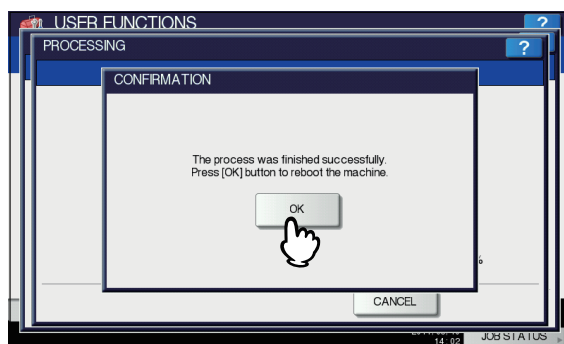 USER FUNCTIONS
?
PROCESSING
?
CONFIRMATION
The process was finished successfully.
Press [OK] button to reboot the machine.
OK
%
CANCEL
14:02
JOB STATUS